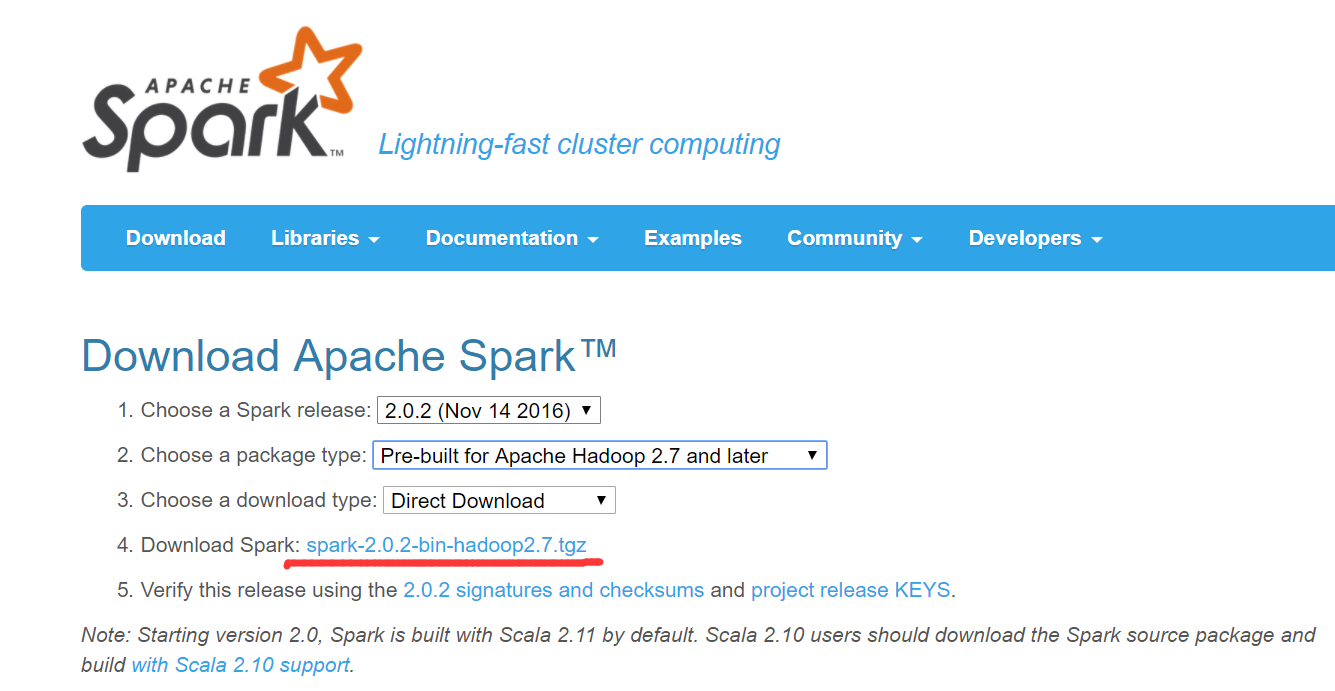 APACHE
Spark™
Lightning-fast cluster computing
Download Libraries Documentation Examples Community Developers
Download Apache Spark™
1. Choose a Spark release: 2.0.2 (Nov 14 2016)
2. Choose a package type: Pre-built for Apache Hadoop 2.7 and later
3. Choose a download type: Direct Download
4. Download Spark: spark-2.0.2-bin-hadoop2.7.tgz
5. Verify this release using the 2.0.2 signatures and checksums and project release KEYS.
Note: Starting version 2.0, Spark is built with Scala 2.11 by default. Scala 2.10 users should download the Spark source package and
build with Scala 2.10 support.